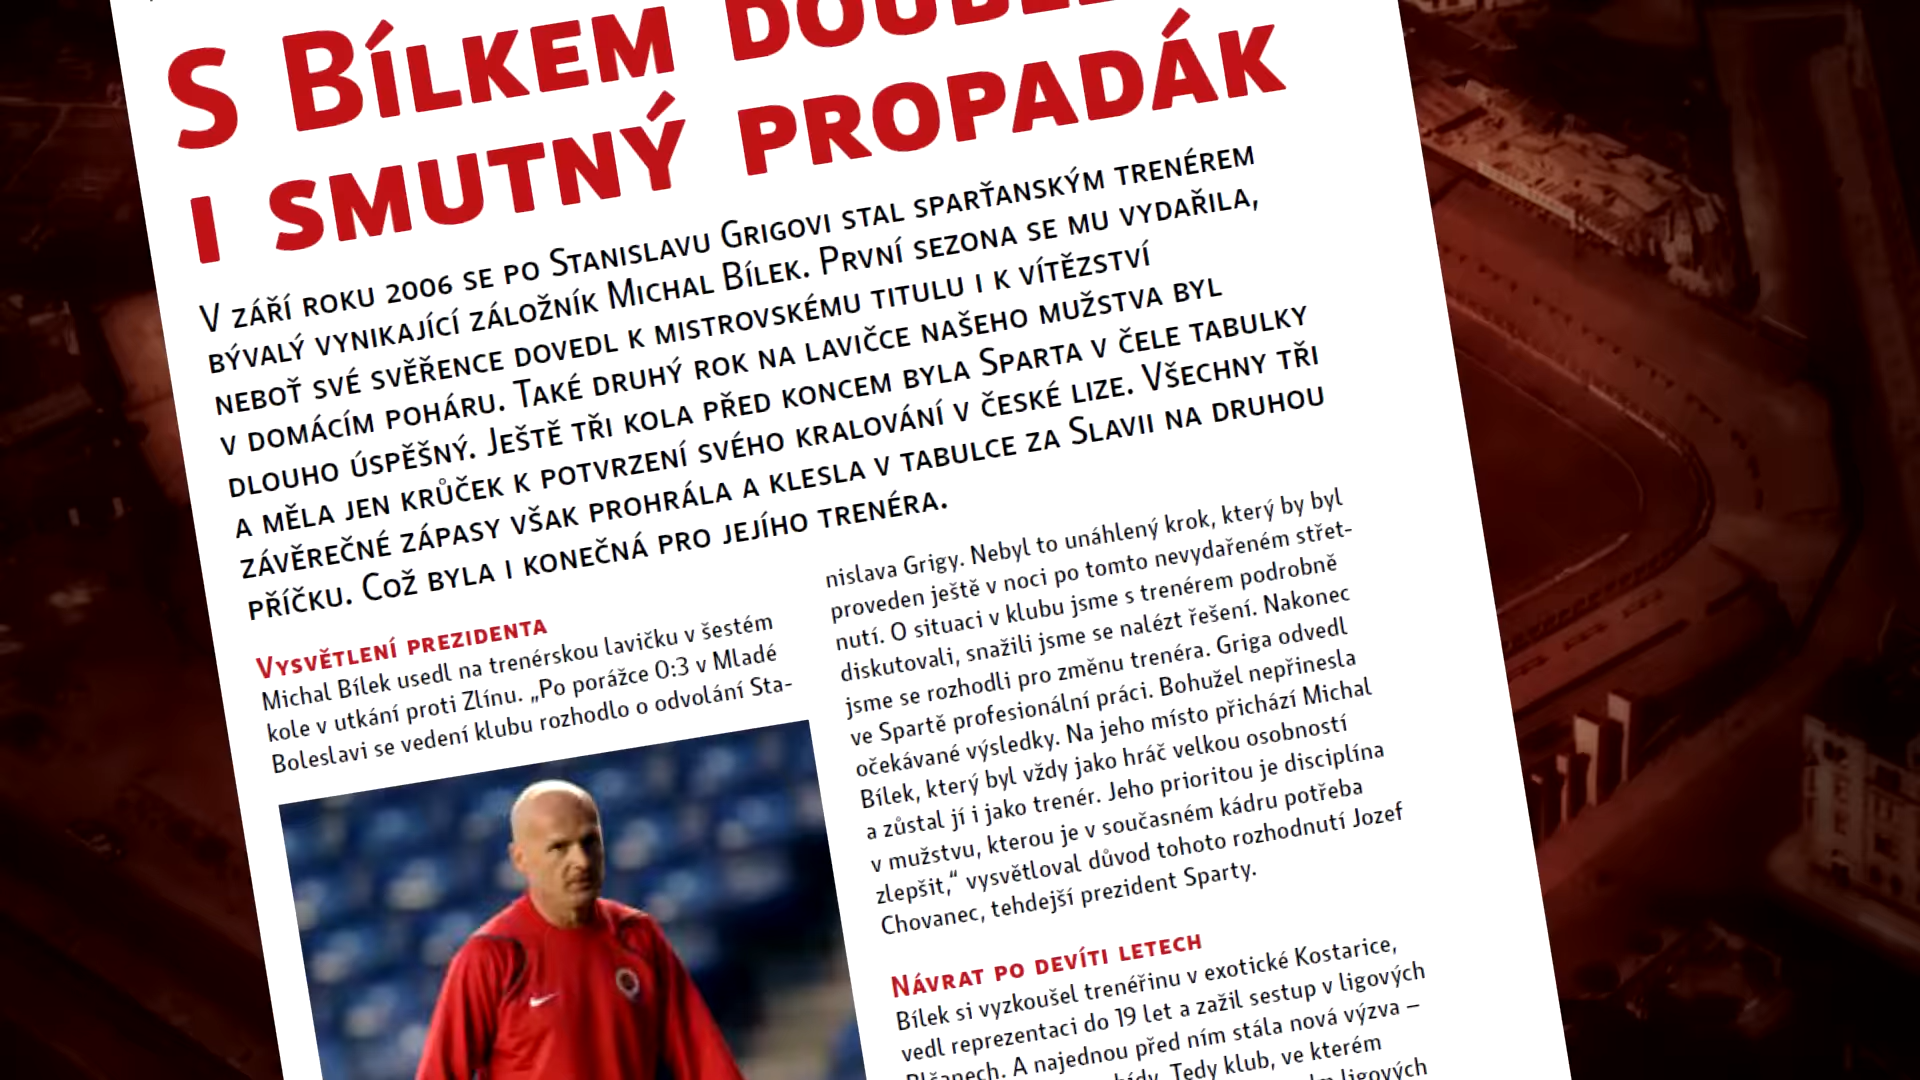 S Bílkem
i smutný propadák
V září roku 2006 se po Stanislavu Grigovi stal sparťanským trenérem
bývalý vynikající záložník Michal Bílek. První sezona se mu vydařila,
neboť své svěřence dovedl k mistrovskému titulu i k vítězství
v domácím poháru. Také druhý rok na lavičce našeho mužstva byl
dlouho úspěšný. Ještě tři kola před koncem byla Sparta v čele tabulky
a měla jen krůček k potvrzení svého kralování v české lize. Všechny tři
závěrečné zápasy však prohrála a klesla v tabulce za Slavii na druhou
příčku. Což byla i konečná pro jejího trenéra.
Vysvětlení prezidenta
Michal Bílek usedl na trenérskou lavičku v šestém
kole v utkání proti Zlínu. „Po porážce 0:3 v Mladé
Boleslavi se vedení klubu rozhodlo o odvolání Sta-
nislava Grigy. Nebyl to unáhlený krok, který by byl
proveden ještě v noci po tomto nevydařeném střet-
nutí. O situaci v klubu jsme s trenérem podrobně
diskutovali, snažili jsme se nalézt řešení. Nakonec
jsme se rozhodli pro změnu trenéra. Griga odvedl
ve Spartě profesionální práci. Bohužel nepřinesla
očekávané výsledky. Na jeho místo přichází Michal
Bílek, který byl vždy jako hráč velkou osobností
a zůstal jí i jako trenér. Jeho prioritou je disciplína
v mužstvu, kterou je v současném kádru potřeba
zlepšit,“ vysvětloval důvod tohoto rozhodnutí Jozef
Chovanec, tehdejší prezident Sparty.
Návrat po devíti letech
Bílek si vyzkoušel trenéřinu v exotické Kostarice,
vedl reprezentaci do 19 let a zažil sestup v ligových
Blšanech. A najednou před ním stála nová výzva –
Tedy klub, ve kterém
ligových